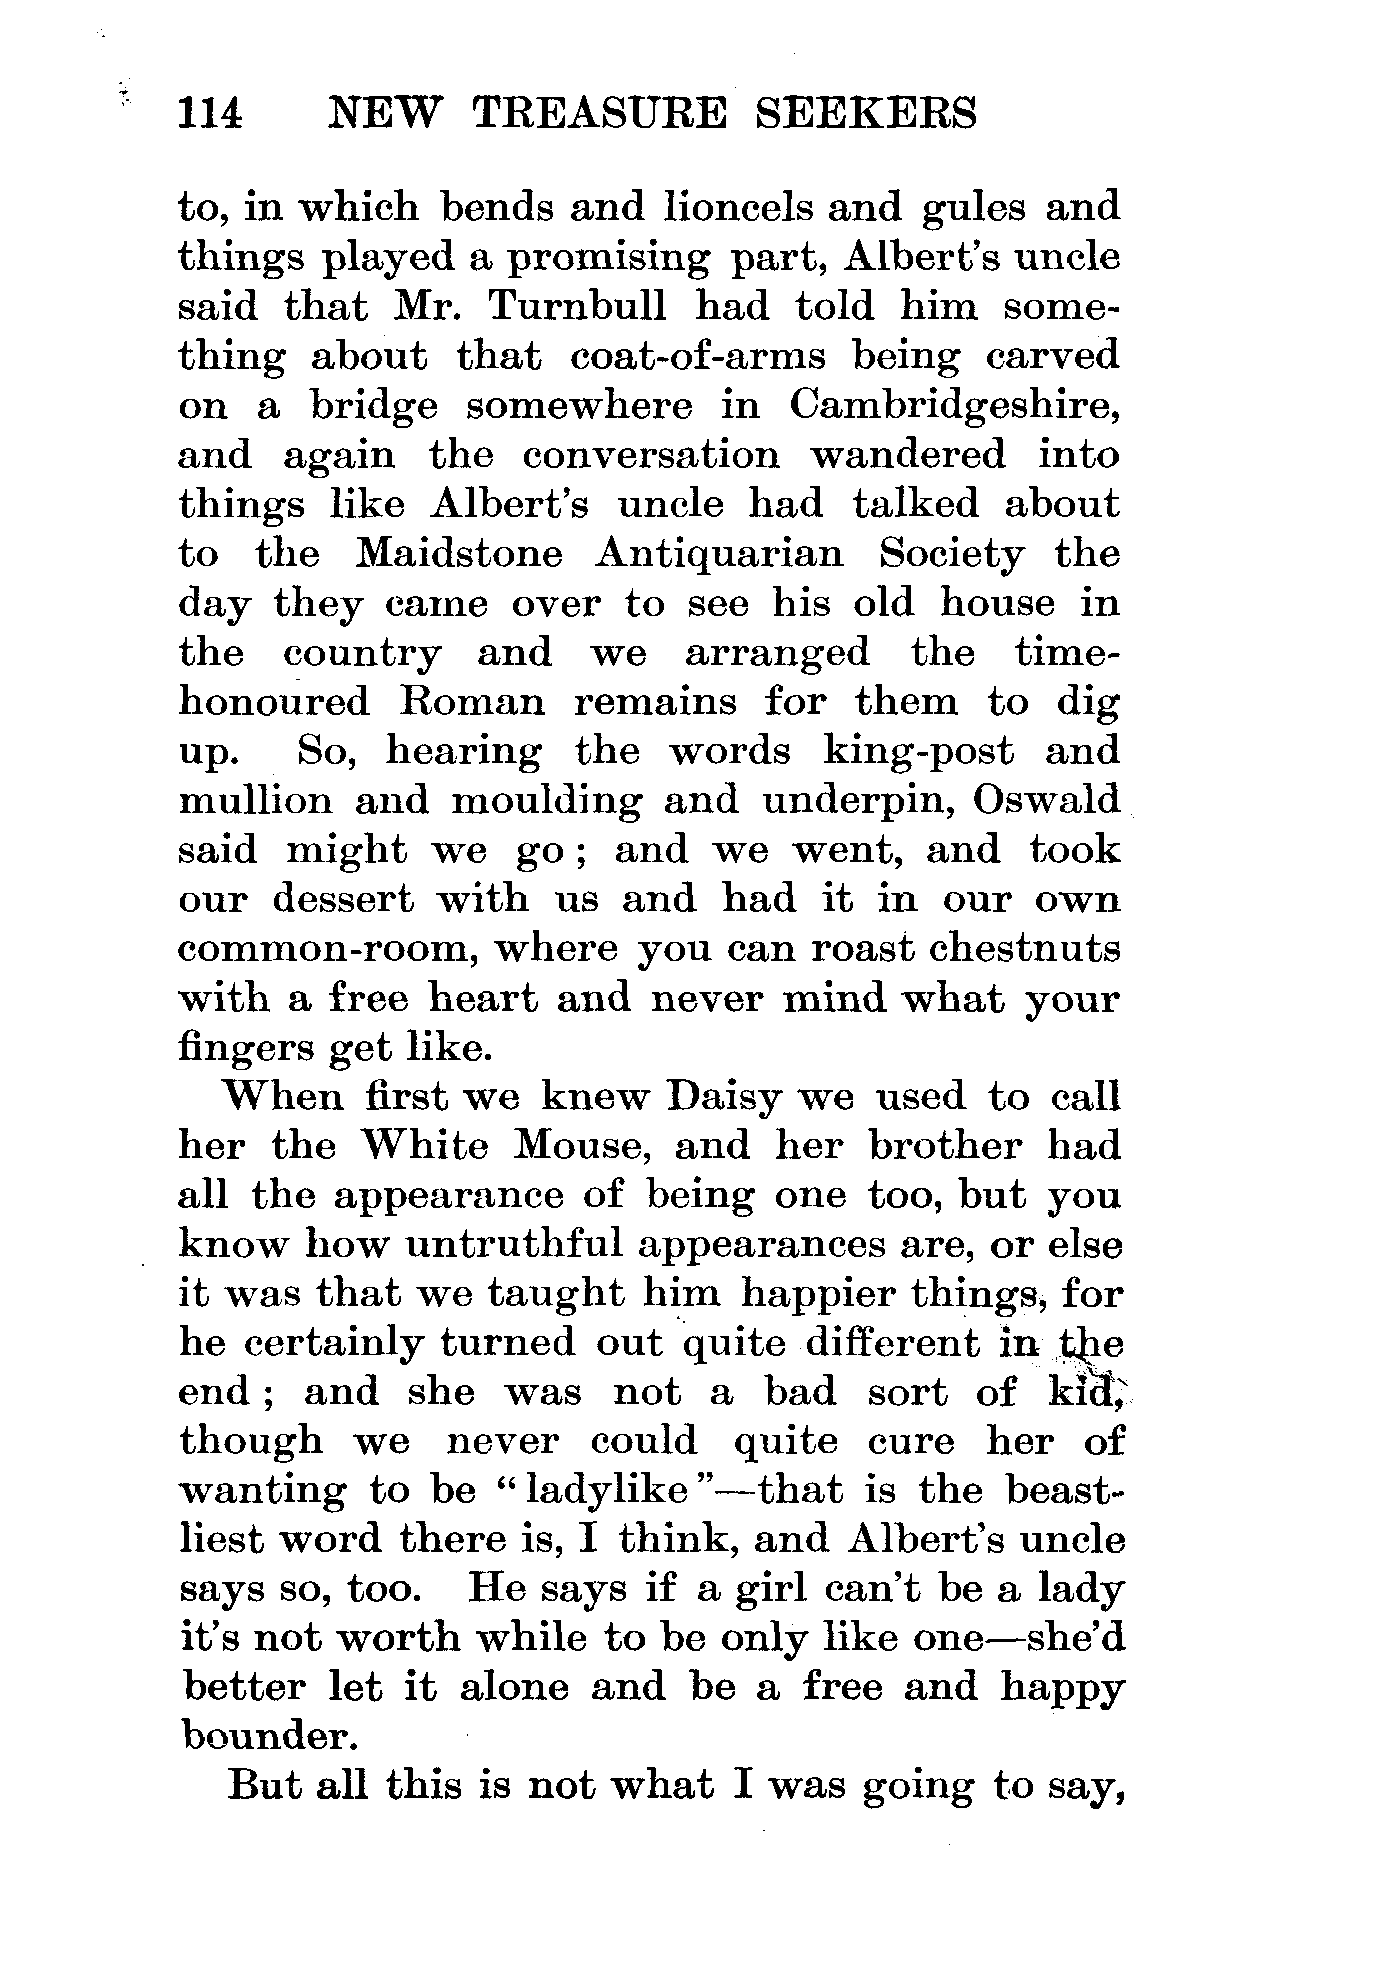 114 NEW TREASURE SEEKERS
to, in which bends and lioncels and gules and
things played a promising part, Albert's uncle
said that Mr. Turnbull had told him some-
thing about that coat-of-arms being carved
on a bridge somewhere in Cambridgeshire,
and again the conversation wandered into
things like Albert's uncle had talked about
to the Maidstone Antiquarian Society the
day they came over to see his old house in
the country and we arranged the time-
honoured Roman remains for them to dig
up. So, hearing the words king-post and
mullion and moulding and underpin, Oswald
said might we go ; and we went, and took
our dessert with us and had it in our own
common-room, where you can roast chestnuts
with a free heart and never mind what your
fingers get like.
When first we knew Daisy we used to call
her the White Mouse, and her brother had
all the appearance of being one too, but you
know how untruthful appearances are, or else
it was that we taught him happier things, for
he certainly turned out quite different in the
end ; and she was not a bad sort of kid,
though we never could quite cure her of
wanting to be "ladylike"—that is the beast-
liest word there is, I think, and Albert's uncle
says so, too. He says if a girl can't be a lady
it's not worth while to be only like one—she'd
better let it alone and be a free and happy
bounder.
But all this is not what I was going to say,